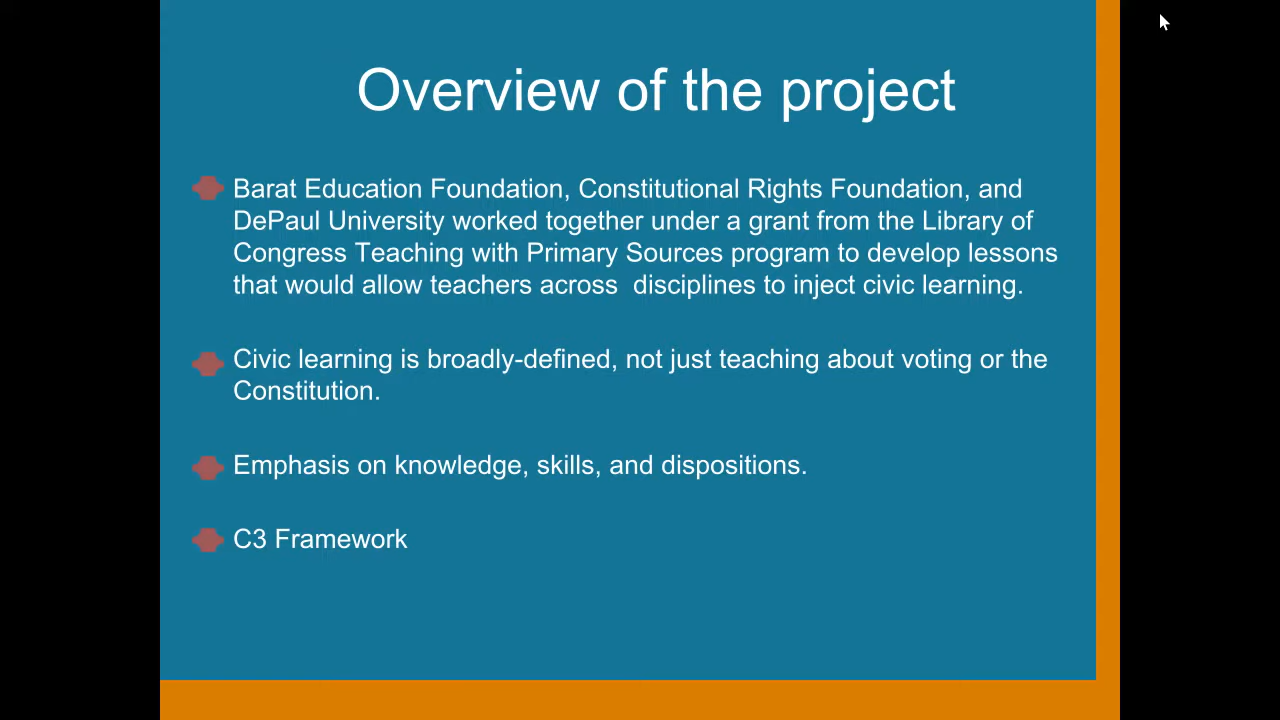 Overview of the project
Barat Education Foundation, Constitutional Rights Foundation, and
DePaul University worked together under a grant from the Library of
Congress Teaching with Primary Sources program to develop lessons
that would allow teachers across  disciplines to inject civic learning.
Civic learning is broadly-defined, not just teaching about voting or the
Constitution.
Emphasis on knowledge, skills, and dispositions.
C3 Framework